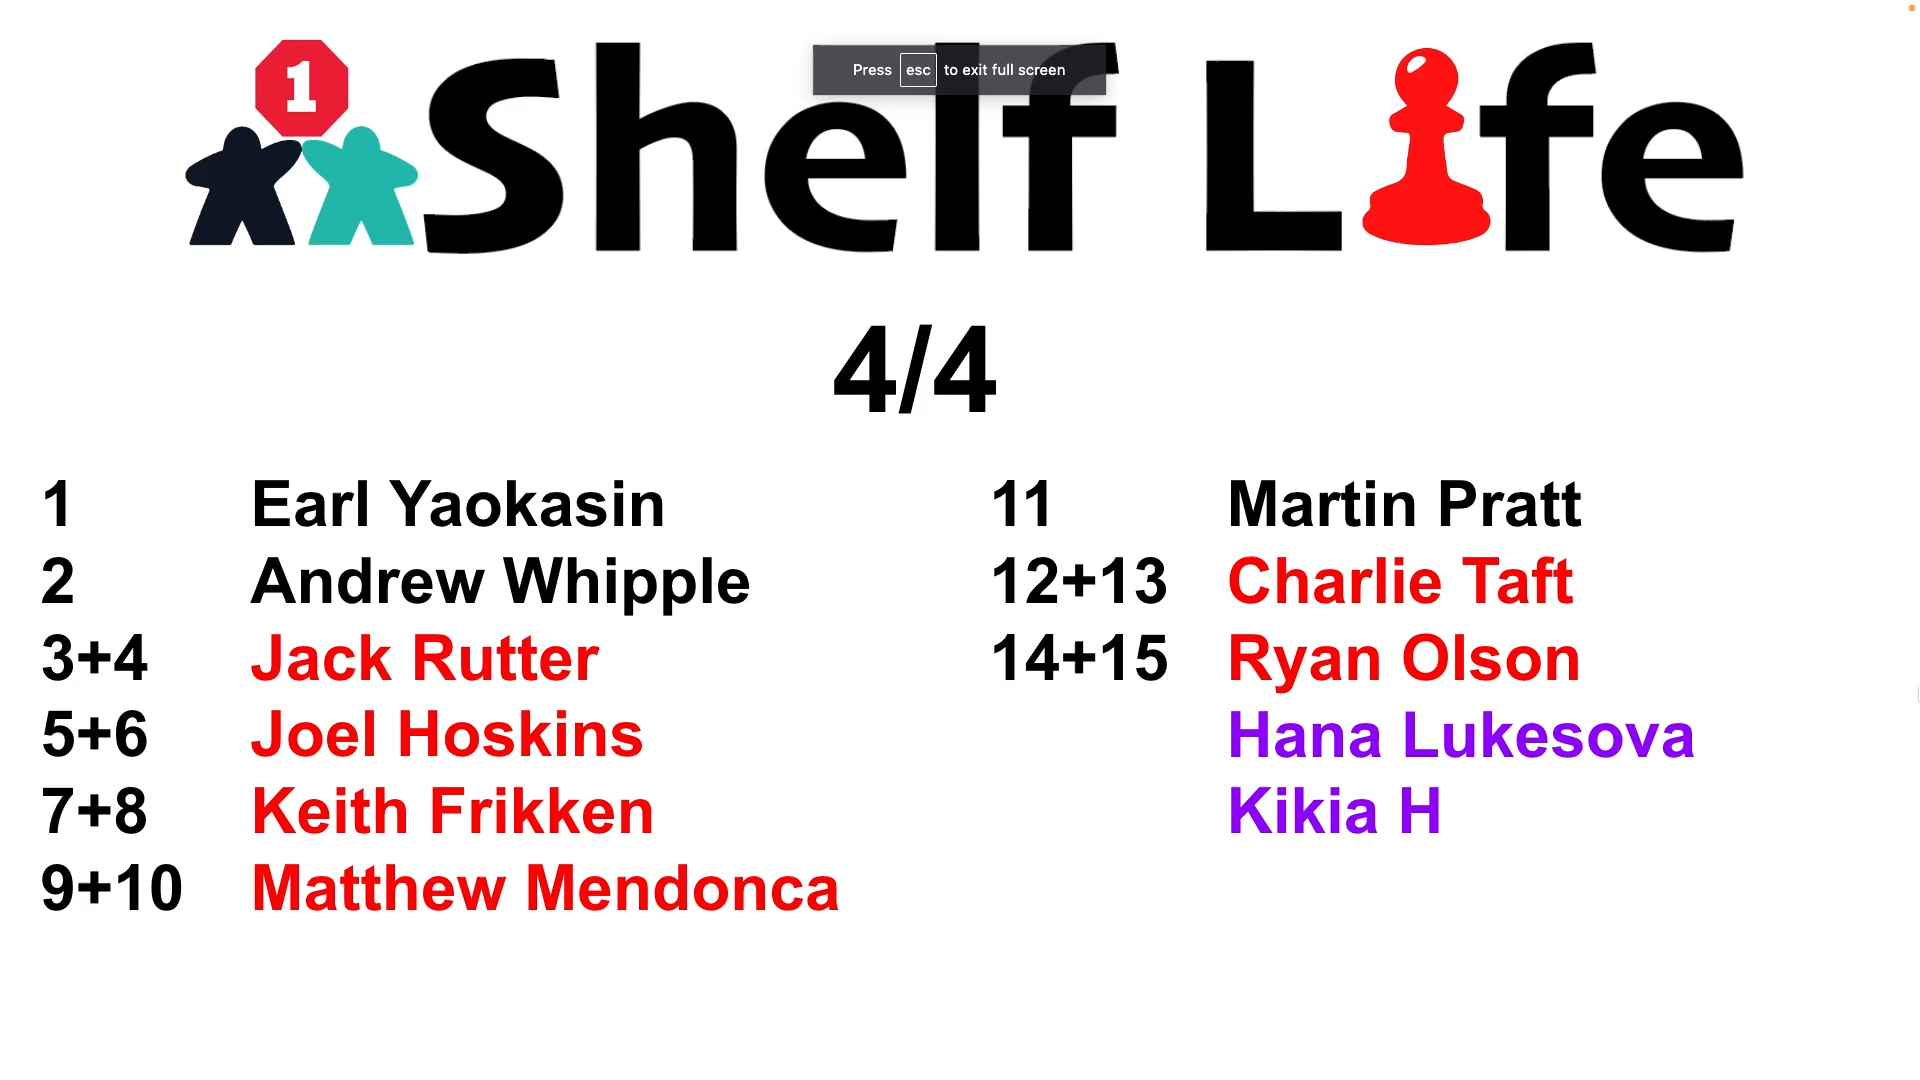 1 Shelf Life
Press esc to exit full screen
4/4
1 Earl Yaokasin
2 Andrew Whipple
3+4 Jack Rutter
5+6 Joel Hoskins
7+8 Keith Frikken
9+10 Matthew Mendonca
11 Martin Pratt
12+13 Charlie Taft
14+15 Ryan Olson
Hana Lukesova
Kikia H